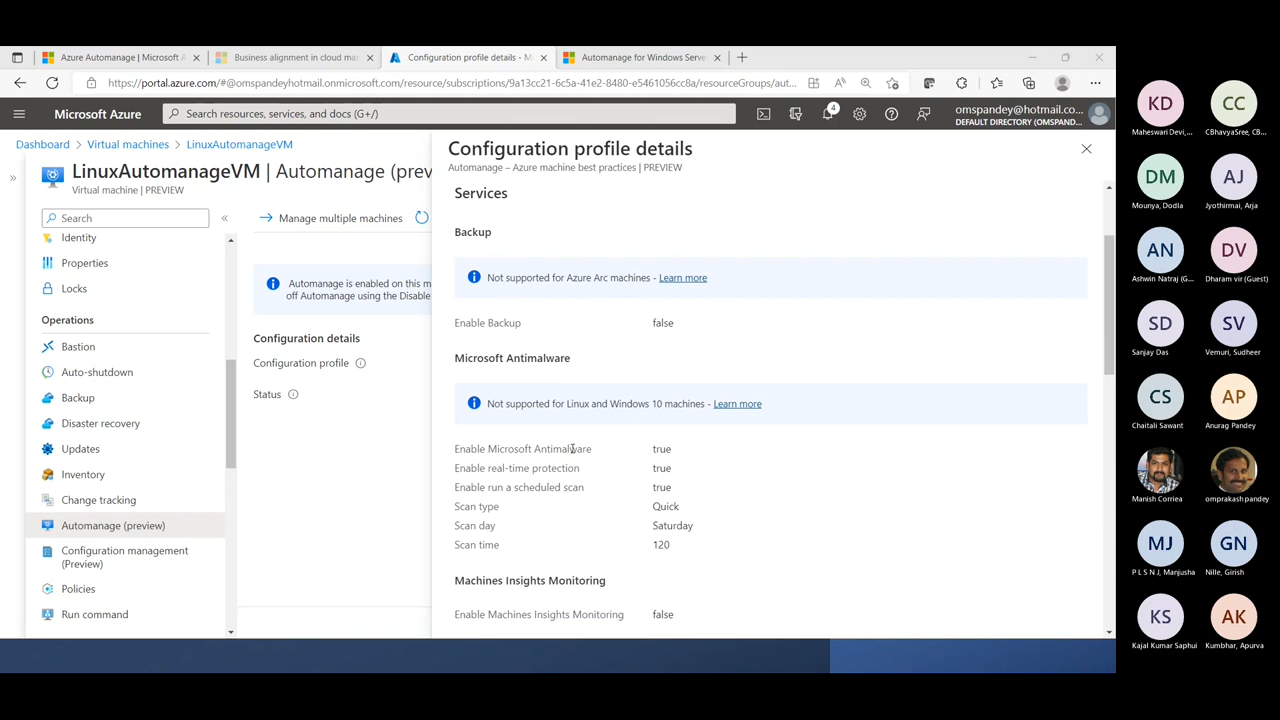 Azure Automanage | Microsoft A
Business alignment in cloud ma
Configuration profile details - M
Automanage for Windows Serve
https://portal.azure.com/#@omspandeyhotmail.onmicrosoft.com/resource/subscriptions/9a13cc21-6c5a-41e2-8480-e5461056cc8a/resourceGroups/aut...
Microsoft Azure
Search resources, services, and docs (G+/)
4
omspandey@hotmail.co...
DEFAULT DIRECTORY (OMSPAND...
Dashboard > Virtual machines > LinuxAutomanageVM
LinuxAutomanageVM | Automanage (prev
Virtual machine | PREVIEW
Search
Identity
Properties
Locks
Operations
Bastion
Auto-shutdown
Backup
Disaster recovery
Updates
Inventory
Change tracking
Automanage (preview)
Configuration management
(Preview)
Policies
Run command
Manage multiple machines
Automanage is enabled on this m
off Automanage using the Disable
Configuration details
Configuration profile
Status
Configuration profile details
Automanage – Azure machine best practices | PREVIEW
Services
Backup
Not supported for Azure Arc machines - Learn more
Enable Backup false
Microsoft Antimalware
Not supported for Linux and Windows 10 machines - Learn more
Enable Microsoft Antimalware true
Enable real-time protection true
Enable run a scheduled scan true
Scan type Quick
Scan day Saturday
Scan time 120
Machines Insights Monitoring
Enable Machines Insights Monitoring false
KD CC
Maheswari Devi,... CBhavyaSree, CB...
DM AJ
Mounya, Dodla Jyothirmai, Arja
AN DV
Ashwin Natraj (G... Dharam vir (Guest)
SD SV
Sanjay Das Vemuri, Sudheer
CS AP
Chaitali Sawant Anurag Pandey
Manish Corriea omprakash pandey
MJ GN
P L S N J, Manjusha Nille, Girish
KS AK
Kajal Kumar Saphui Kumbhar, Apurva